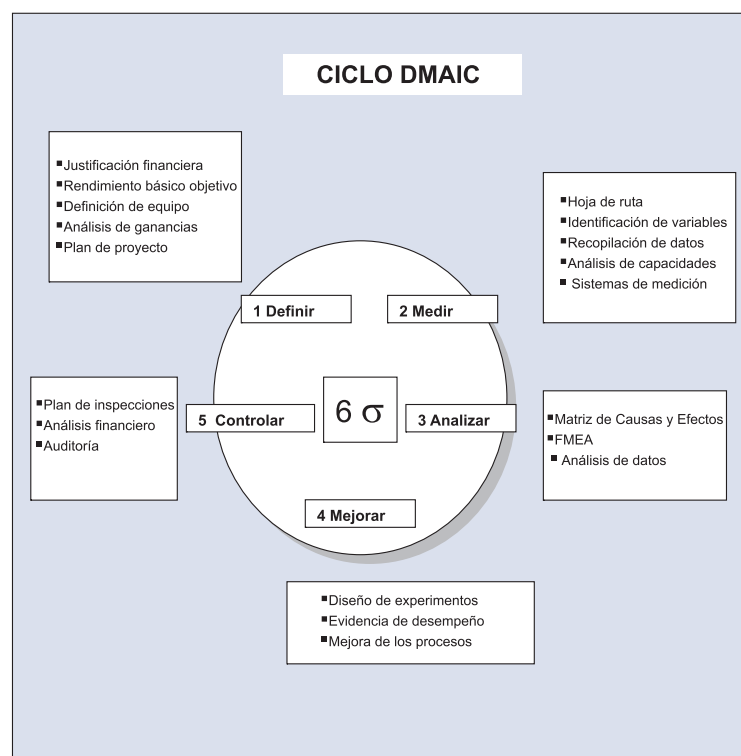 CICLO DMAIC
▪Justificación financiera
▪Rendimiento básico objetivo
▪Definición de equipo
▪Análisis de ganancias
▪Plan de proyecto
▪Hoja de ruta
▪Identificación de variables
▪Recopilación de datos
▪Análisis de capacidades
▪ Sistemas de medición
1 Definir
2 Medir
▪Plan de inspecciones
▪Análisis financiero
▪Auditoría
5 Controlar
6 σ
3 Analizar
▪Matriz de Causas y Efectos
▪FMEA
▪ Análisis de datos
4 Mejorar
▪Diseño de experimentos
▪Evidencia de desempeño
▪Mejora de los procesos